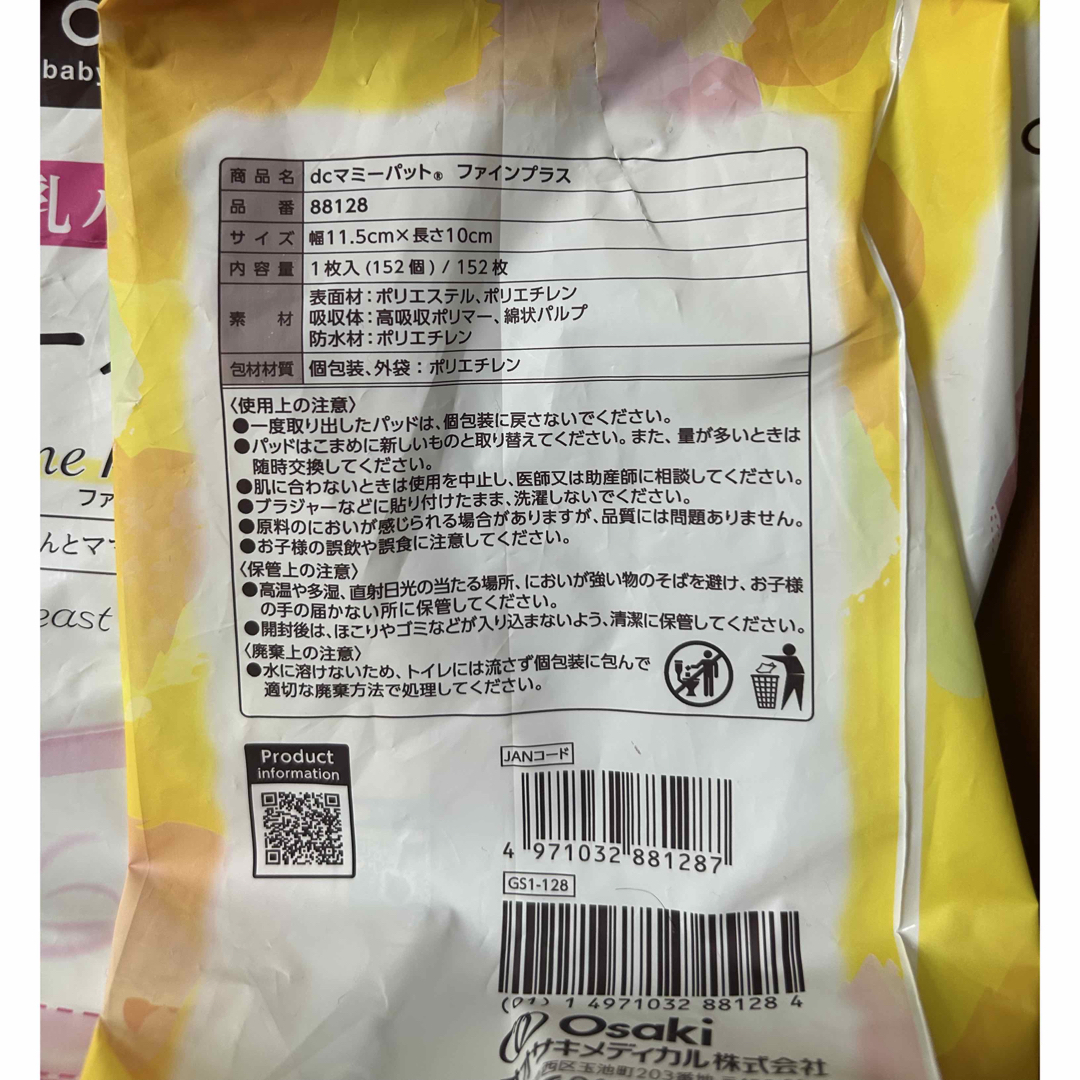 baby
乳パ
ne
ファ
んとママ
east
商品名 dcマミーパット® ファインプラス
品番 88128
サイズ 幅11.5cm×長さ10cm
内容量 1枚入(152個)/152枚
素材 表面材:ポリエステル、ポリエチレン
吸収体:高吸収ポリマー、綿状パルプ
防水材:ポリエチレン
包材材質 個包装、外袋:ポリエチレン
〈使用上の注意〉
●一度取り出したパッドは、個包装に戻さないでください。
●パッドはこまめに新しいものと取り替えてください。また、量が多いときは
随時交換してください。
●肌に合わないときは使用を中止し、医師又は助産師に相談してください。
●ブラジャーなどに貼り付けたまま、洗濯しないでください。
●原料のにおいが感じられる場合がありますが、品質には問題ありません。
●お子様の誤飲や誤食に注意してください。
〈保管上の注意〉
●高温や多湿、直射日光の当たる場所、においが強い物のそばを避け、お子様
の手の届かない所に保管してください。
●開封後は、ほこりやゴミなどが入り込まないよう、清潔に保管してください。
〈廃棄上の注意〉
●水に溶けないため、トイレには流さず個包装に包んで
適切な廃棄方法で処理してください。
Product
information
JANコード
4 971032 881287
GS1-128
(01) 1 4971032 88128 4
Osaki
サキメディカル株式会社
西区玉池町203番地